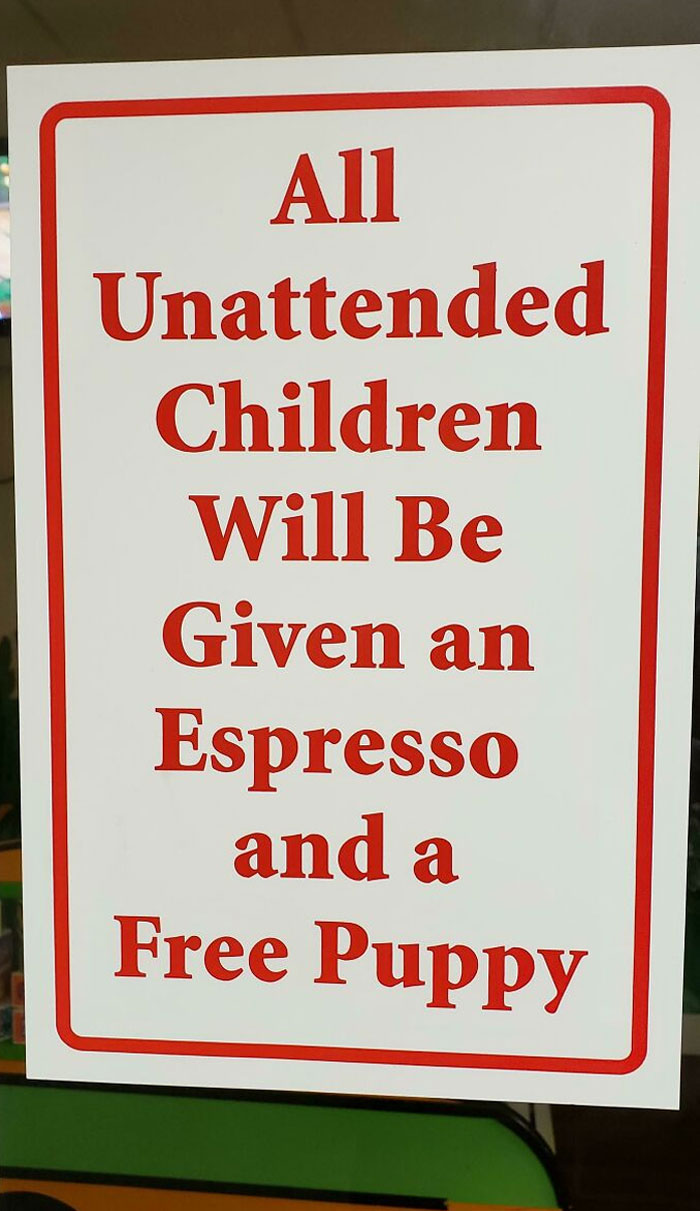 All
Unattended
Children
Will Be
Given an
Espresso
and a
Free Puppy